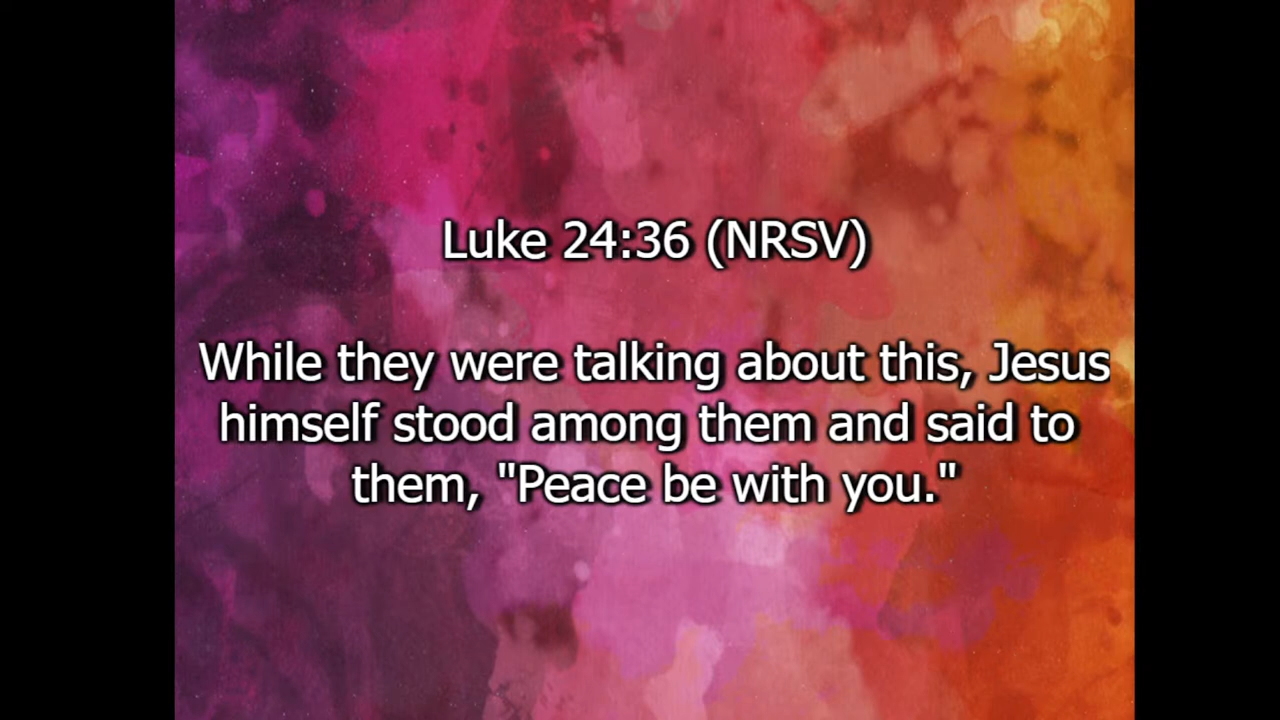 Luke 24:36 (NRSV)
While they were talking about this, Jesus
himself stood among them and said to
them, "Peace be with you."